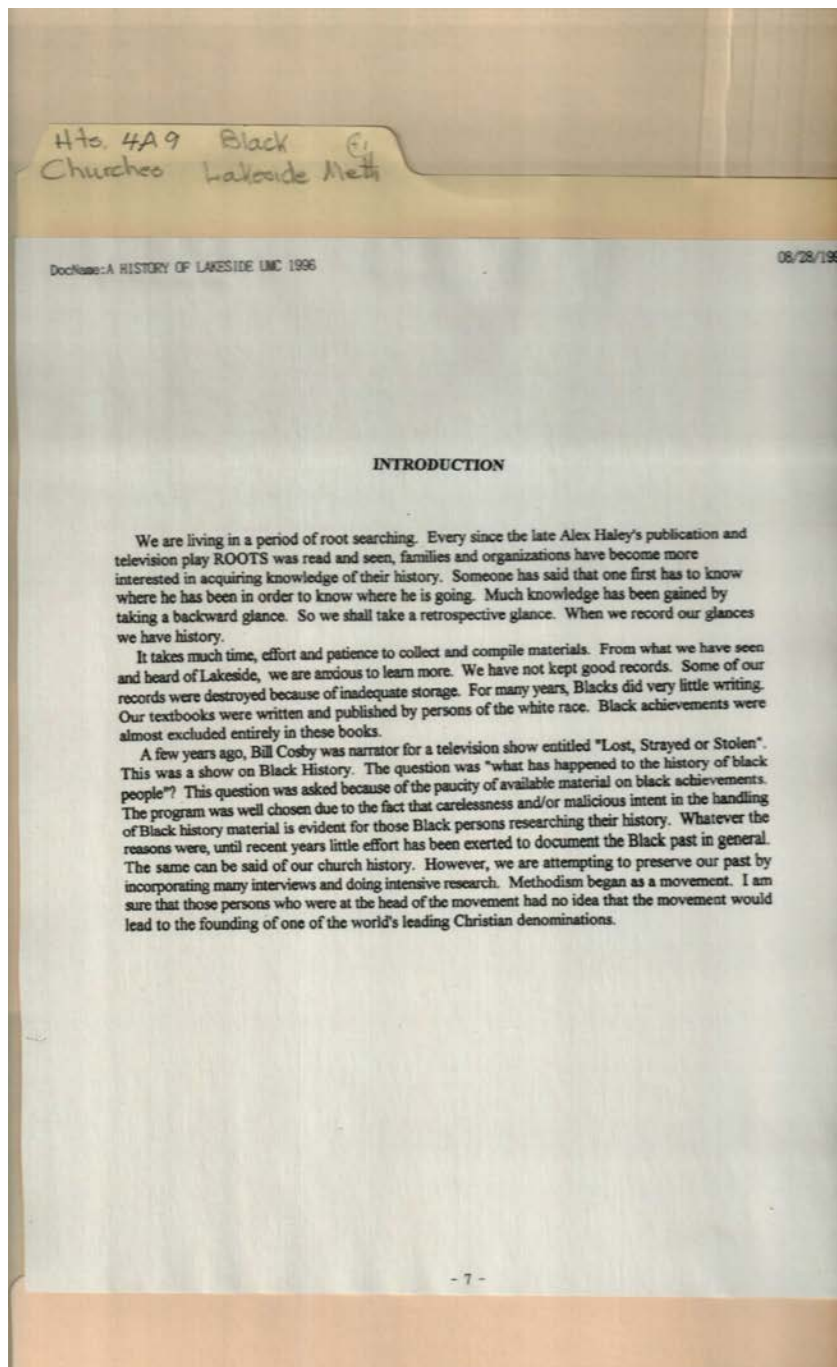 Hts. 4A9 Black
Churches Lakeside Meth
DocName:A HISTORY OF LAKESIDE UMC 1996
08/28/199
INTRODUCTION
We are living in a period of root searching. Every since the late Alex Haley's publication and
television play ROOTS was read and seen, families and organizations have become more
interested in acquiring knowledge of their history. Someone has said that one first has to know
where he has been in order to know where he is going. Much knowledge has been gained by
taking a backward glance. So we shall take a retrospective glance. When we record our glances
we have history.
It takes much time, effort and patience to collect and compile materials. From what we have seen
and heard of Lakeside, we are anxious to learn more. We have not kept good records. Some of our
records were destroyed because of inadequate storage. For many years, Blacks did very little writing.
Our textbooks were written and published by persons of the white race. Black achievements were
almost excluded entirely in these books.
A few years ago, Bill Cosby was narrator for a television show entitled "Lost, Strayed or Stolen".
This was a show on Black History. The question was "what has happened to the history of black
people"? This question was asked because of the paucity of available material on black achievements.
The program was well chosen due to the fact that carelessness and/or malicious intent in the handling
of Black history material is evident for those Black persons researching their history. Whatever the
reasons were, until recent years little effort has been exerted to document the Black past in general.
The same can be said of our church history. However, we are attempting to preserve our past by
incorporating many interviews and doing intensive research. Methodism began as a movement. I am
sure that those persons who were at the head of the movement had no idea that the movement would
lead to the founding of one of the world's leading Christian denominations.
- 7 -